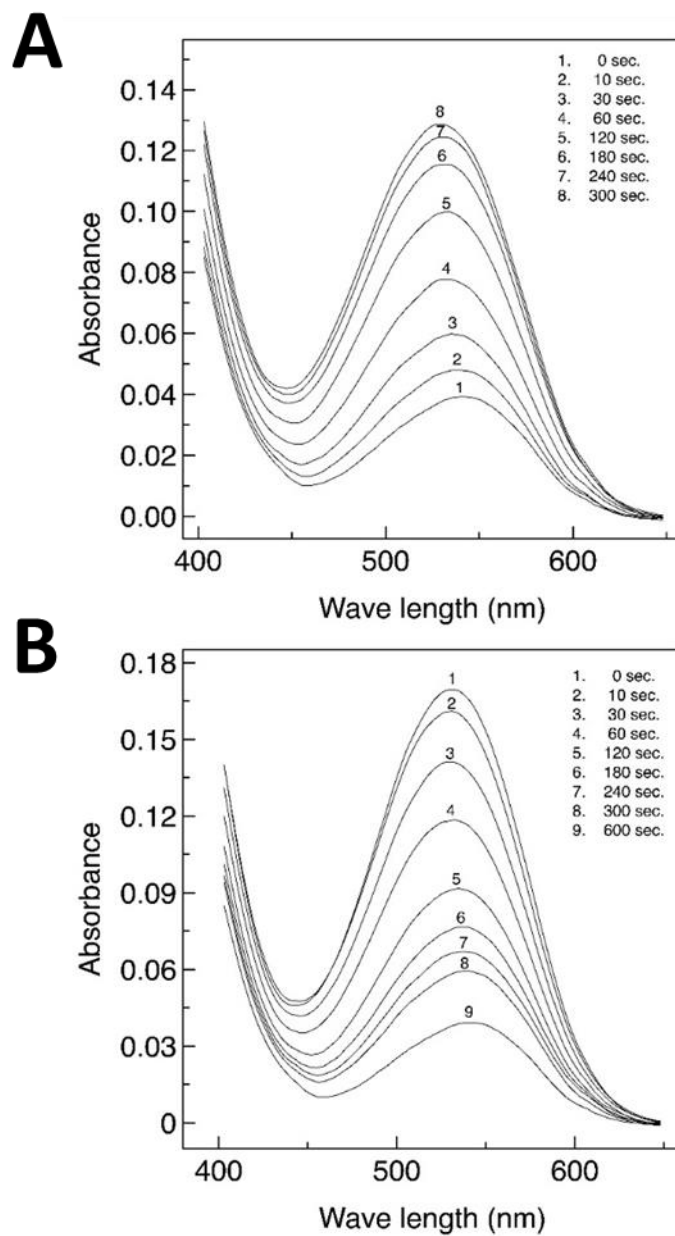 A
1. 0 sec.
2. 10 sec.
3. 30 sec.
4. 60 sec.
5. 120 sec.
6. 180 sec.
7. 240 sec.
8. 300 sec.
0.14
0.12
0.10
0.08
0.06
0.04
0.02
0.00
Absorbance
8
7
6
5
4
3
2
1
400
500
600
Wave length (nm)
B
1. 0 sec.
2. 10 sec.
3. 30 sec.
4. 60 sec.
5. 120 sec.
6. 180 sec.
7. 240 sec.
8. 300 sec.
9. 600 sec.
0.18
0.15
0.12
0.09
0.06
0.03
0
Absorbance
1
2
3
4
5
6
7
8
9
400
500
600
Wave length (nm)